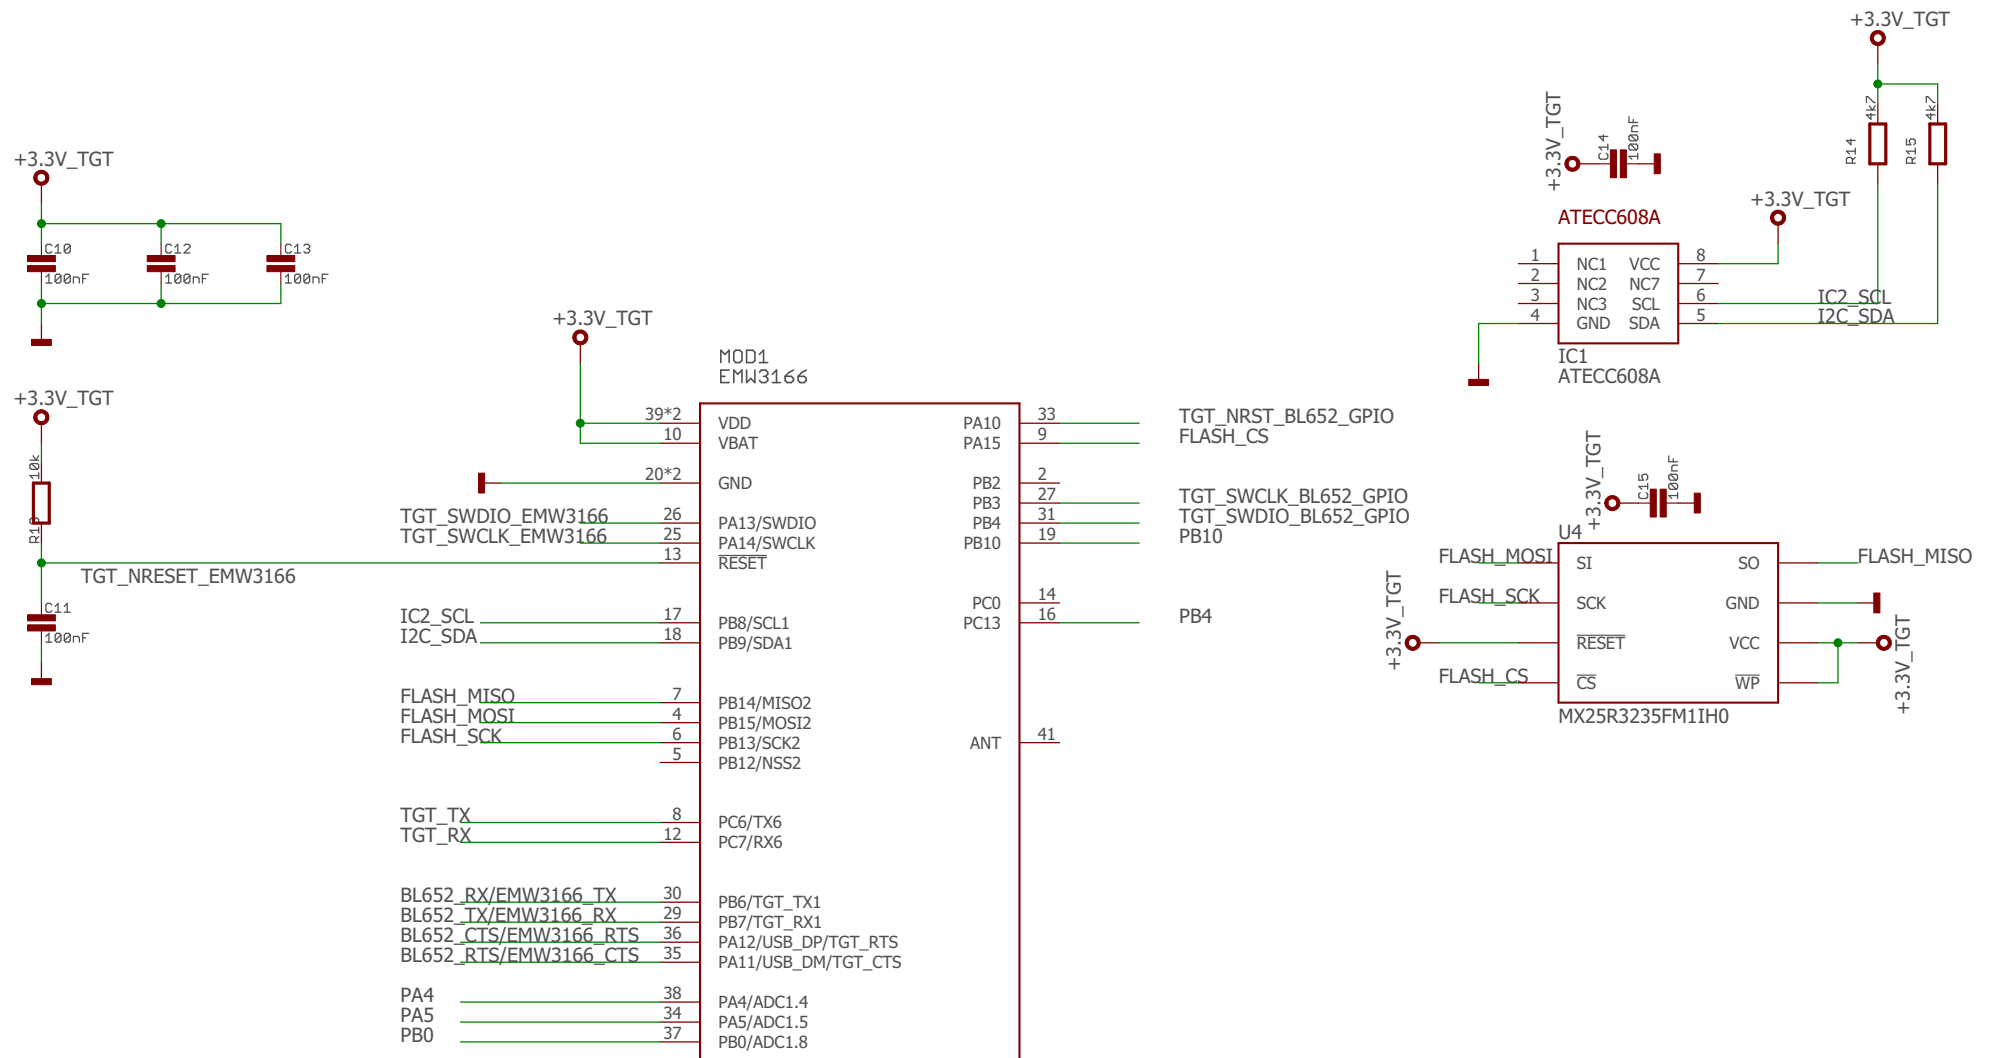 +3.3V_TGT
C10
100nF
C12
100nF
C13
100nF
+3.3V_TGT
10k
TGT_NRESET_EMW3166
C11
100nF
+3.3V_TGT
MOD1
EMW3166
39*2 VDD
10 VBAT
20*2 GND
TGT_SWDIO_EMW3166 26 PA13/SWDIO
TGT_SWCLK_EMW3166 25 PA14/SWCLK
13 RESET
IC2_SCL 17 PB8/SCL1
I2C_SDA 18 PB9/SDA1
FLASH_MISO 7 PB14/MISO2
FLASH_MOSI 4 PB15/MOSI2
FLASH_SCK 6 PB13/SCK2
5 PB12/NSS2
TGT_TX 8 PC6/TX6
TGT_RX 12 PC7/RX6
BL652_RX/EMW3166_TX 30 PB6/TGT_TX1
BL652_TX/EMW3166_RX 29 PB7/TGT_RX1
BL652_CTS/EMW3166_RTS 36 PA12/USB_DP/TGT_RTS
BL652_RTS/EMW3166_CTS 35 PA11/USB_DM/TGT_CTS
PA4 38 PA4/ADC1.4
PA5 34 PA5/ADC1.5
PB0 37 PB0/ADC1.8
PA10 33 TGT_NRST_BL652_GPIO
PA15 9 FLASH_CS
PB2 2
PB3 27 TGT_SWCLK_BL652_GPIO
PB4 31 TGT_SWDIO_BL652_GPIO
PB10 19 PB10
PC0 14
PC13 16 PB4
ANT 41
+3.3V_TGT
4k7
R14
4k7
R15
+3.3V_TGT
C14
100nF
+3.3V_TGT
ATECC608A
1 NC1 VCC 8
2 NC2 NC7 7
3 NC3 SCL 6 IC2_SCL
4 GND SDA 5 I2C_SDA
IC1
ATECC608A
+3.3V_TGT
C15
100nF
U4
FLASH_MOSI SI SO FLASH_MISO
FLASH_SCK SCK GND
+3.3V_TGT RESET VCC +3.3V_TGT
FLASH_CS CS WP
MX25R3235FM1IH0